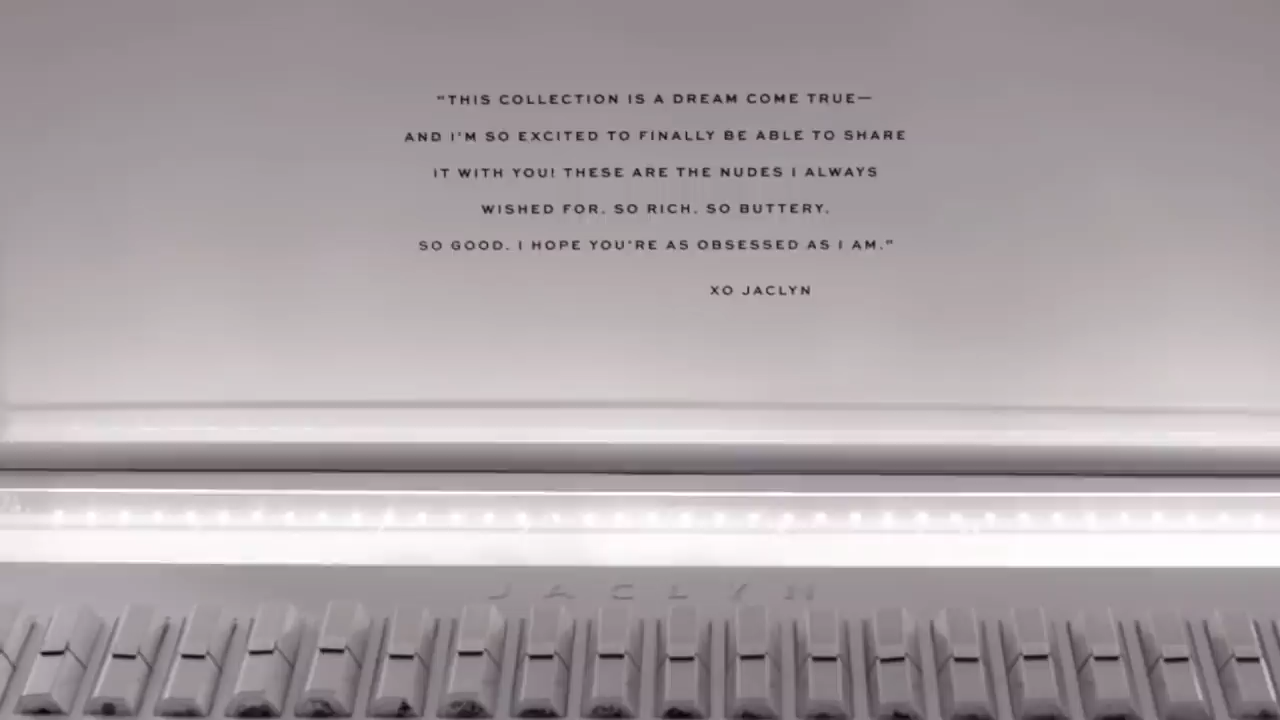 "THIS COLLECTION IS A DREAM COME TRUE—
AND I'M SO EXCITED TO FINALLY BE ABLE TO SHARE
IT WITH YOU! THESE ARE THE NUDES I ALWAYS
WISHED FOR. SO RICH. SO BUTTERY.
SO GOOD. I HOPE YOU'RE AS OBSESSED AS I AM."
XO JACLYN
JACLYN